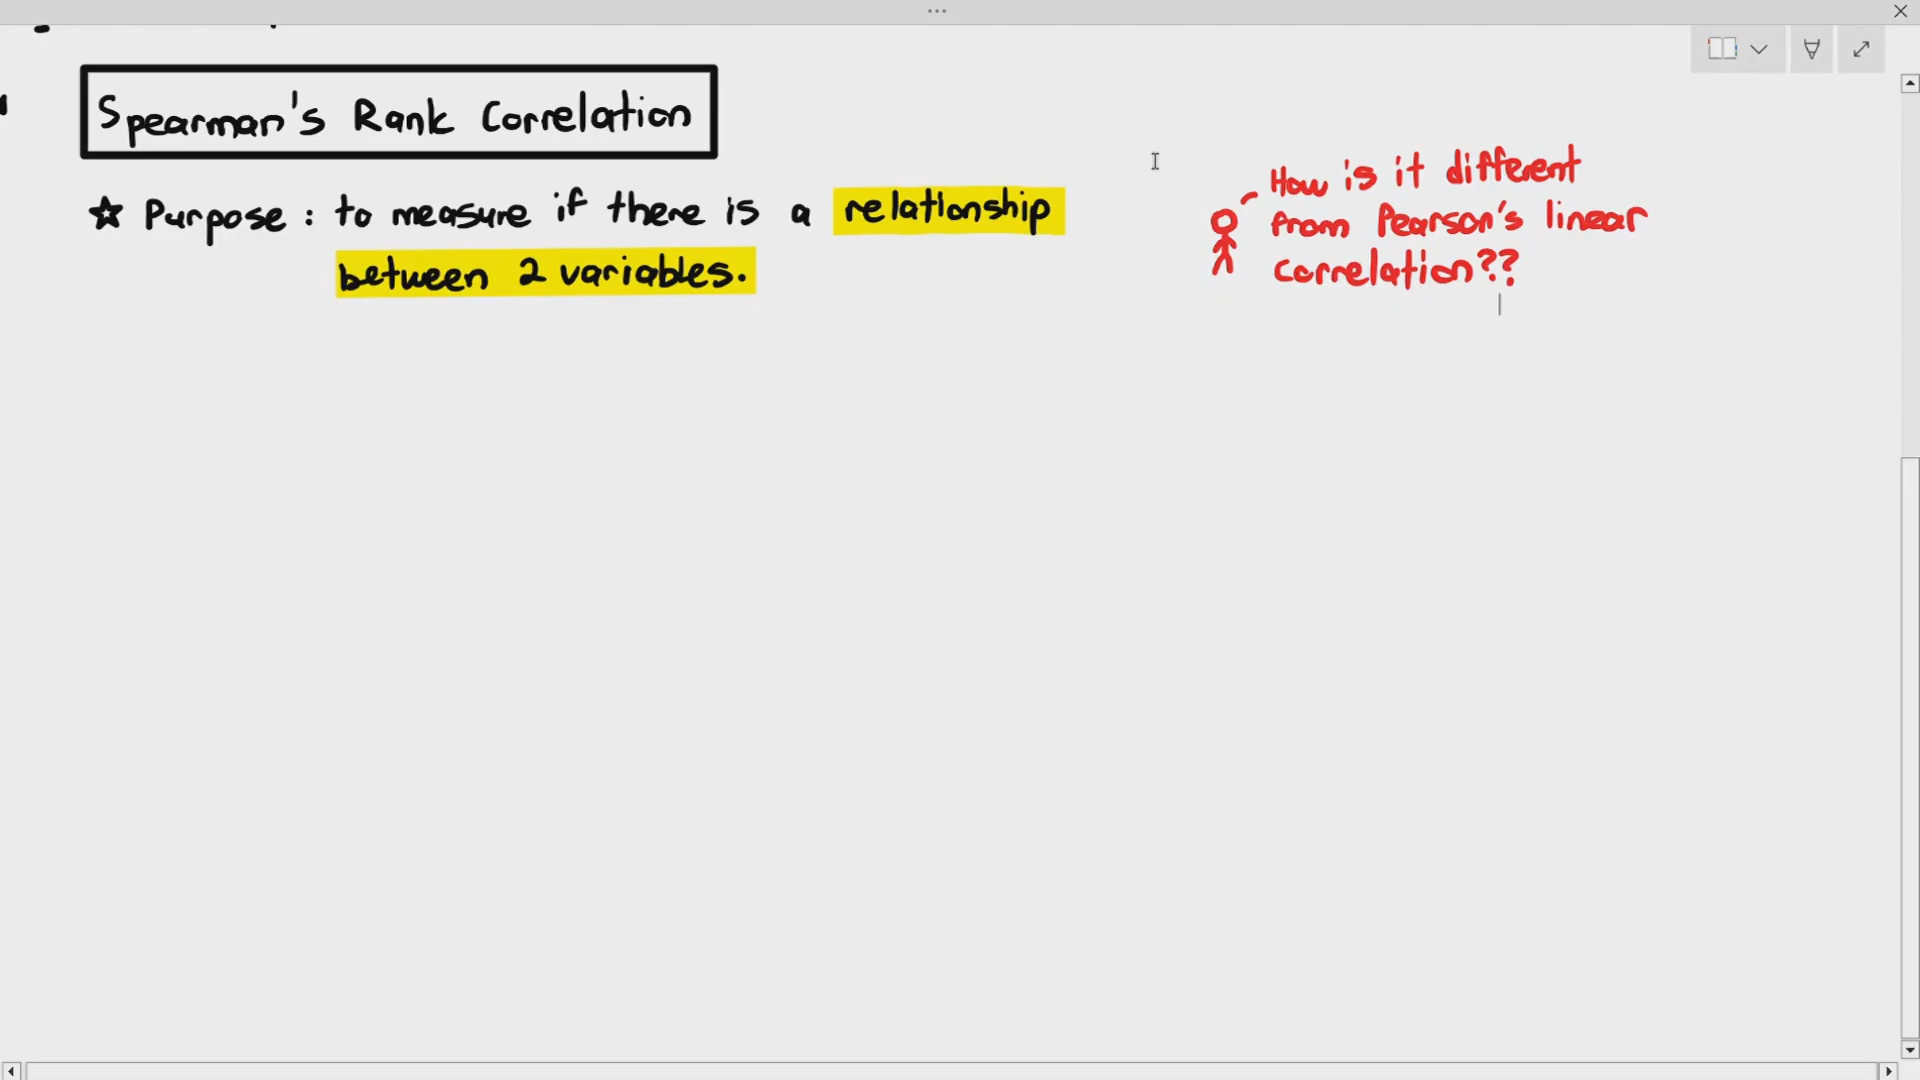 Spearman's Rank Correlation
☆ Purpose : to measure if there is a relationship
between 2 variables.
How is it different
from Pearson's linear
correlation??